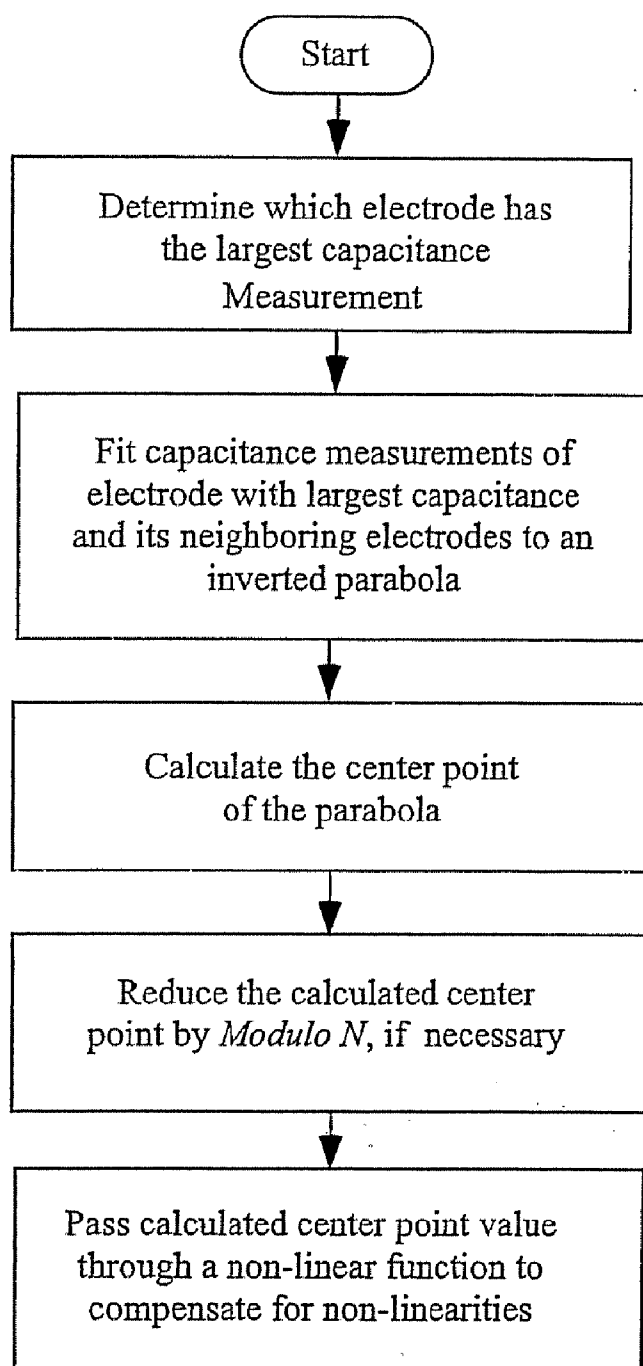 Start
Determine which electrode has
the largest capacitance
Measurement
Fit capacitance measurements of
electrode with largest capacitance
and its neighboring electrodes to an
inverted parabola
Calculate the center point
of the parabola
Reduce the calculated center
point by Modulo N, if necessary
Pass calculated center point value
through a non-linear function to
compensate for non-linearities